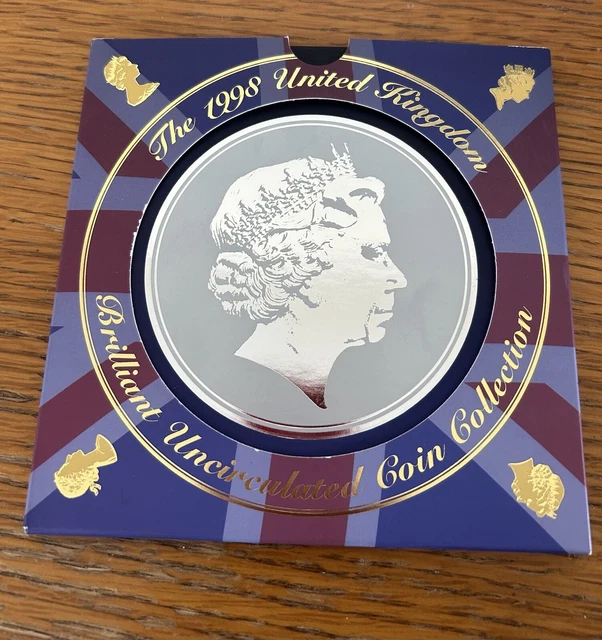 The 1998 United Kingdom
Brilliant Uncirculated Coin Collection